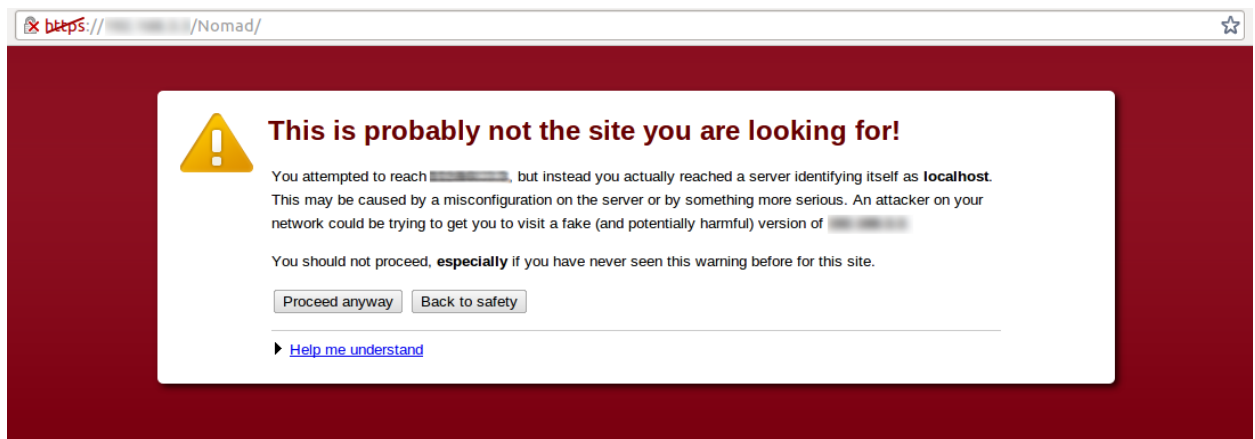 https:// /Nomad/
This is probably not the site you are looking for!
You attempted to reach , but instead you actually reached a server identifying itself as localhost.
This may be caused by a misconfiguration on the server or by something more serious. An attacker on your
network could be trying to get you to visit a fake (and potentially harmful) version of
You should not proceed, especially if you have never seen this warning before for this site.
Proceed anyway Back to safety
Help me understand